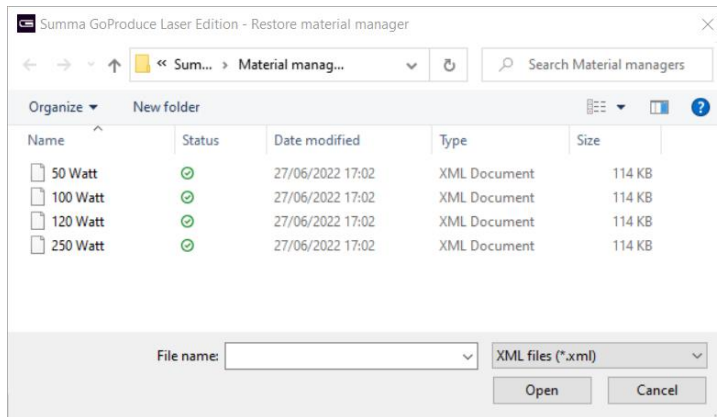 Summa GoProduce Laser Edition - Restore material manager
« Sum... › Material manag... Search Material managers
Organize New folder ?
Name Status Date modified Type Size
50 Watt 27/06/2022 17:02 XML Document 114 KB
100 Watt 27/06/2022 17:02 XML Document 114 KB
120 Watt 27/06/2022 17:02 XML Document 114 KB
250 Watt 27/06/2022 17:02 XML Document 114 KB
File name: XML files (*.xml)
Open Cancel